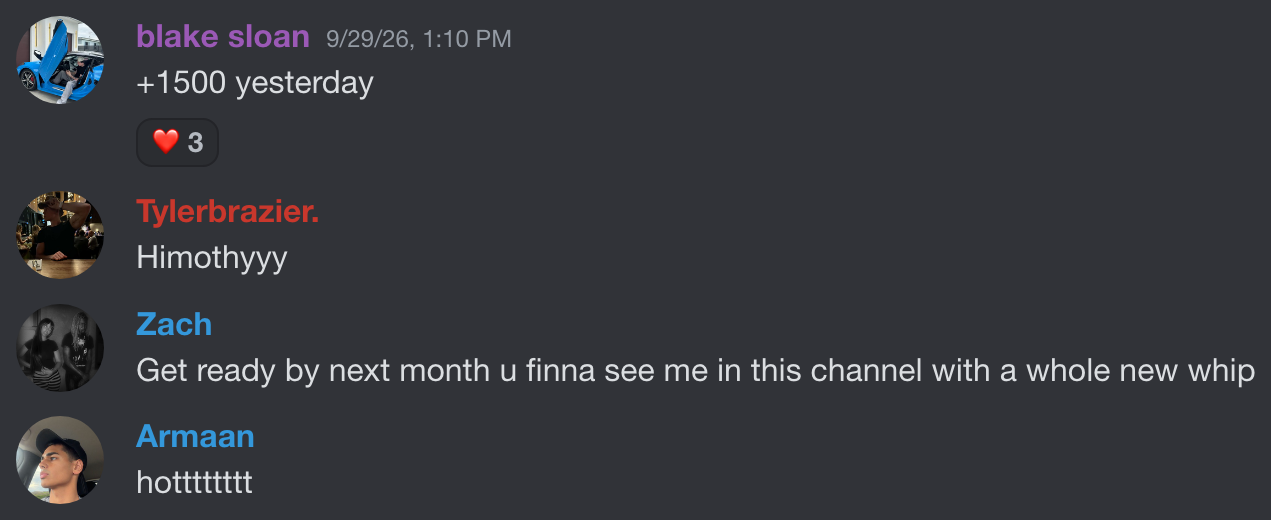 blake sloan 9/29/26, 1:10 PM
+1500 yesterday
❤️ 3
Tylerbrazier.
Himothyyy
Zach
Get ready by next month u finna see me in this channel with a whole new whip
Armaan
hotttttttt